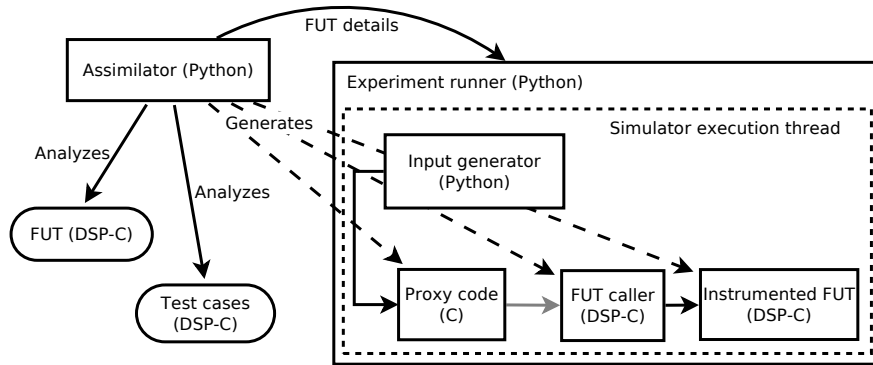 FUT details
Assimilator (Python)
Experiment runner (Python)
Simulator execution thread
Generates
Analyzes
Input generator
(Python)
Analyzes
FUT (DSP-C)
Test cases
(DSP-C)
Proxy code
(C)
FUT caller
(DSP-C)
Instrumented FUT
(DSP-C)